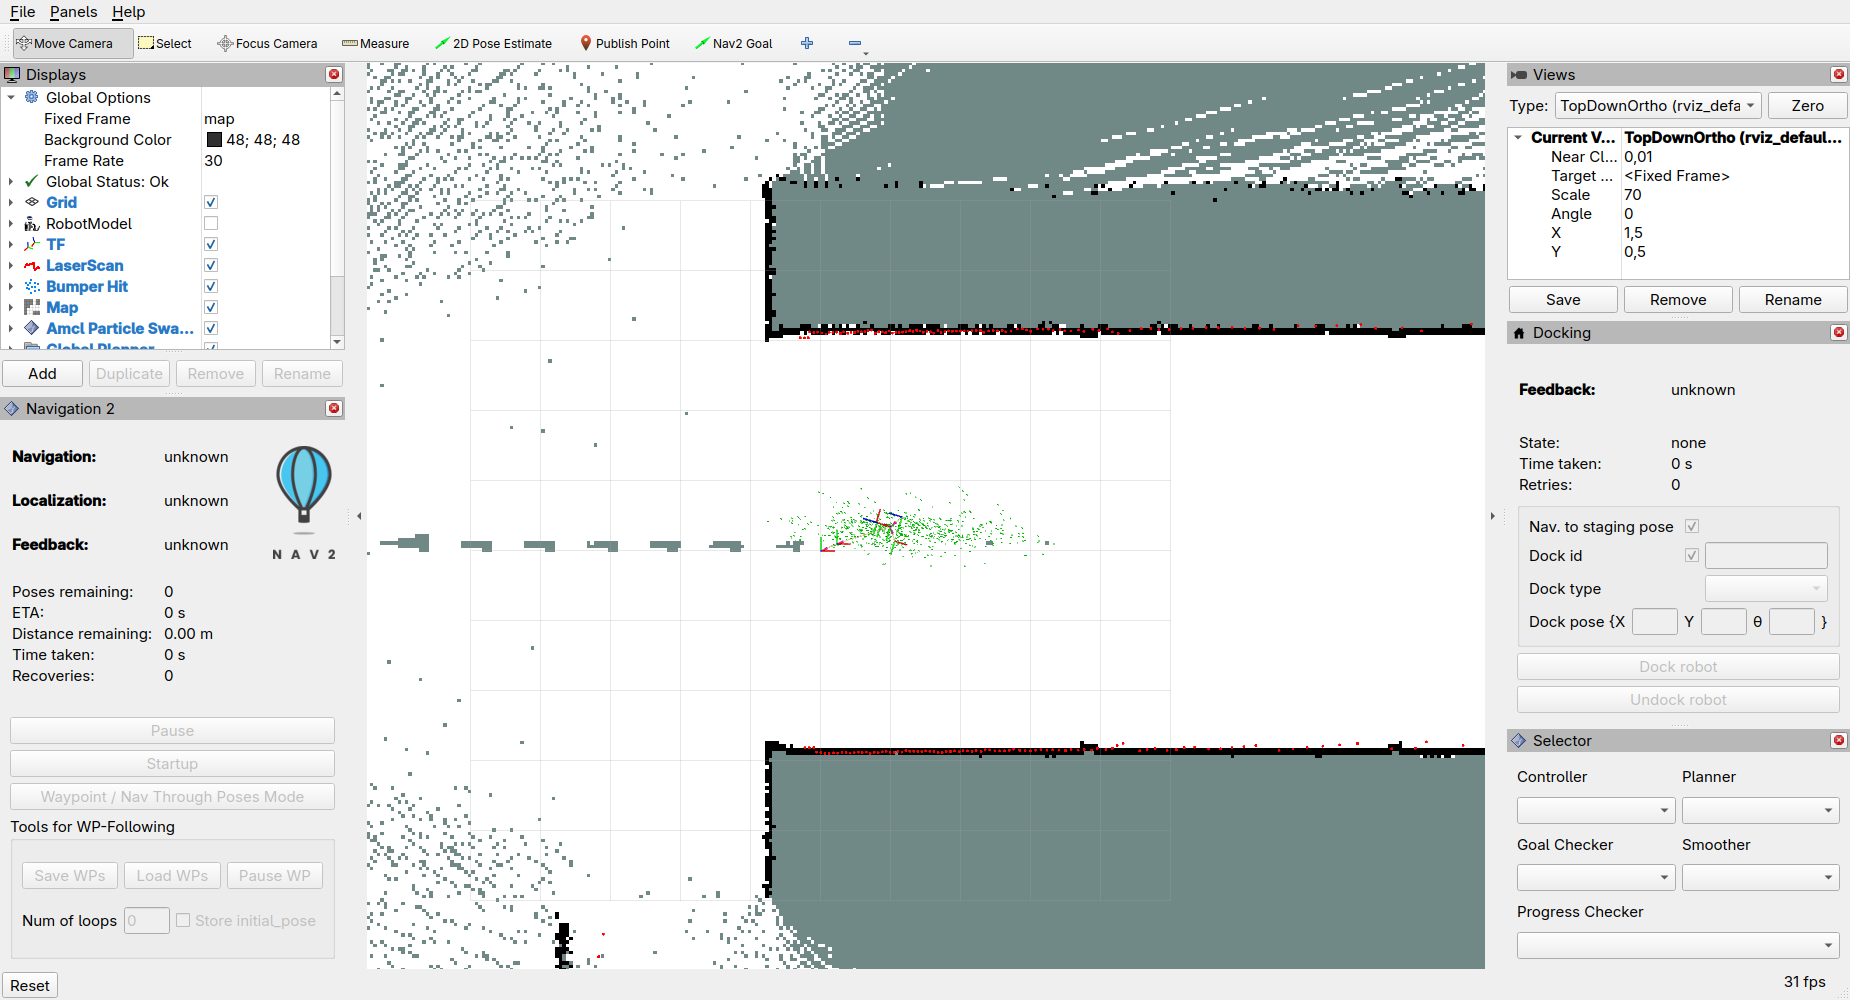 File Panels Help
Move Camera Select Focus Camera Measure 2D Pose Estimate Publish Point Nav2 Goal
Displays
Global Options
Fixed Frame map
Background Color 48; 48; 48
Frame Rate 30
Global Status: Ok
Grid
RobotModel
TF
LaserScan
Bumper Hit
Map
Amcl Particle Swa...
Global Planner
Add Duplicate Remove Rename
Navigation 2
Navigation: unknown
Localization: unknown
Feedback: unknown
NAV2
Poses remaining: 0
ETA: 0 s
Distance remaining: 0.00 m
Time taken: 0 s
Recoveries: 0
Pause
Startup
Waypoint / Nav Through Poses Mode
Tools for WP-Following
Save WPs Load WPs Pause WP
Num of loops 0 Store initial_pose
Reset
Views
Type: TopDownOrtho (rviz_defa Zero
Current V... TopDownOrtho (rviz_defaul...
Near Cl... 0,01
Target ... <Fixed Frame>
Scale 70
Angle 0
X 1,5
Y 0,5
Save Remove Rename
Docking
Feedback: unknown
State: none
Time taken: 0 s
Retries: 0
Nav. to staging pose
Dock id
Dock type
Dock pose {X Y θ }
Dock robot
Undock robot
Selector
Controller Planner
Goal Checker Smoother
Progress Checker
31 fps